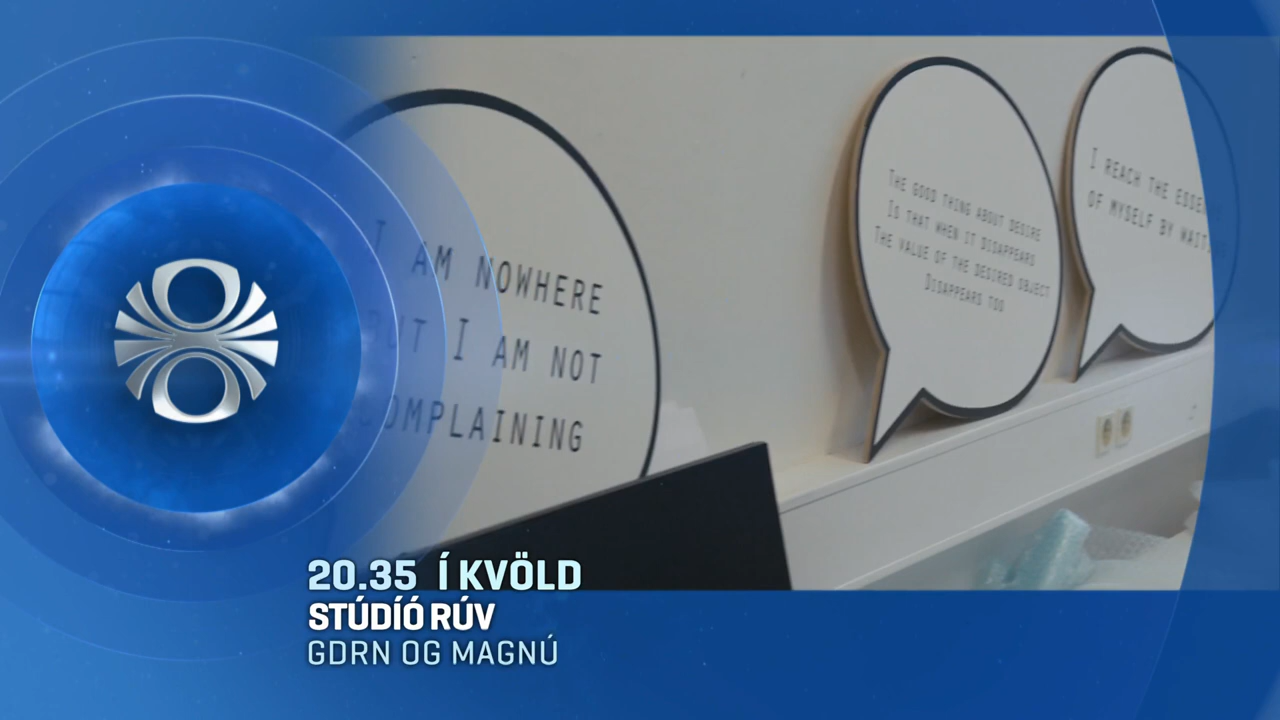 I AM NOWHERE
BUT I AM NOT
COMPLAINING
THE GOOD THING ABOUT DESIRE
IS THAT WHEN IT DISAPPEARS
THE VALUE OF THE DESIRED OBJECT
DISAPPEARS TOO
I REACH THE
OF MYSELF BY
20.35 Í KVÖLD
STÚDÍÓ RÚV
GDRN OG MAGNÚ